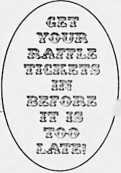 GET
YOUR
RAFFLE
TICKETS
IN
BEFORE
IT IS
TOO
LATE!